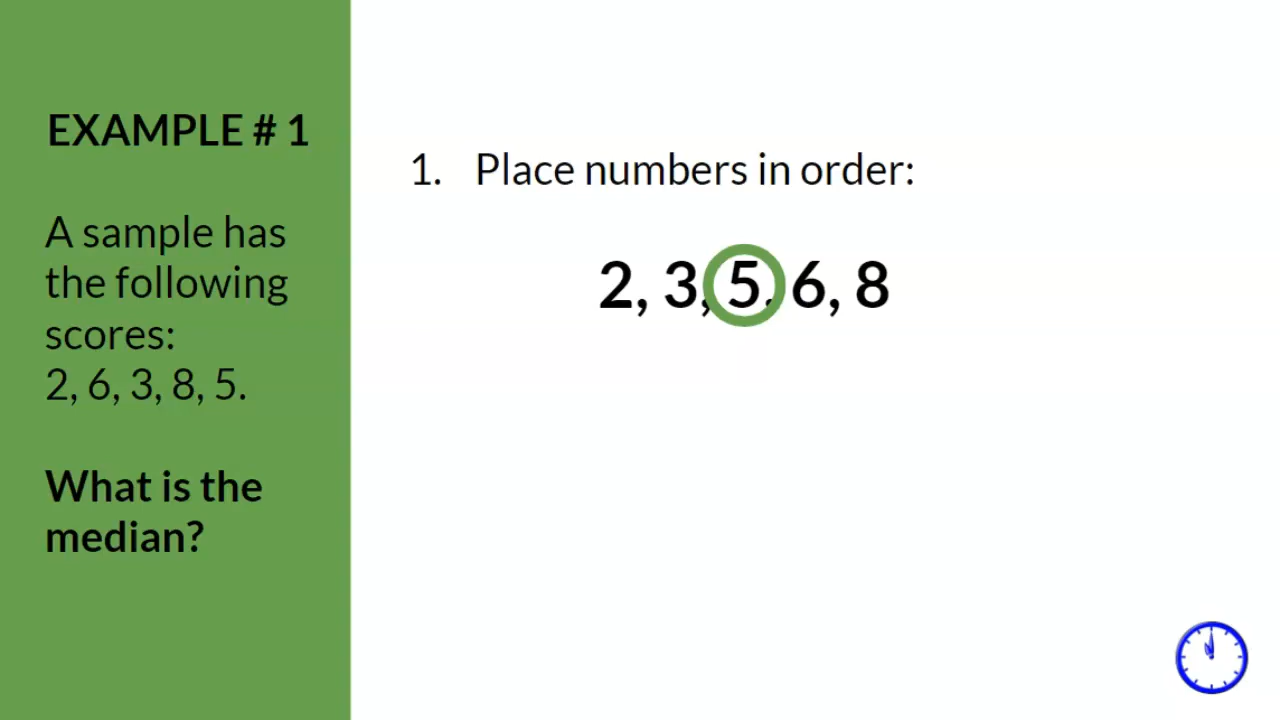 EXAMPLE # 1
A sample has
the following
scores:
2, 6, 3, 8, 5.
What is the
median?
1. Place numbers in order:
2, 3, 5, 6, 8